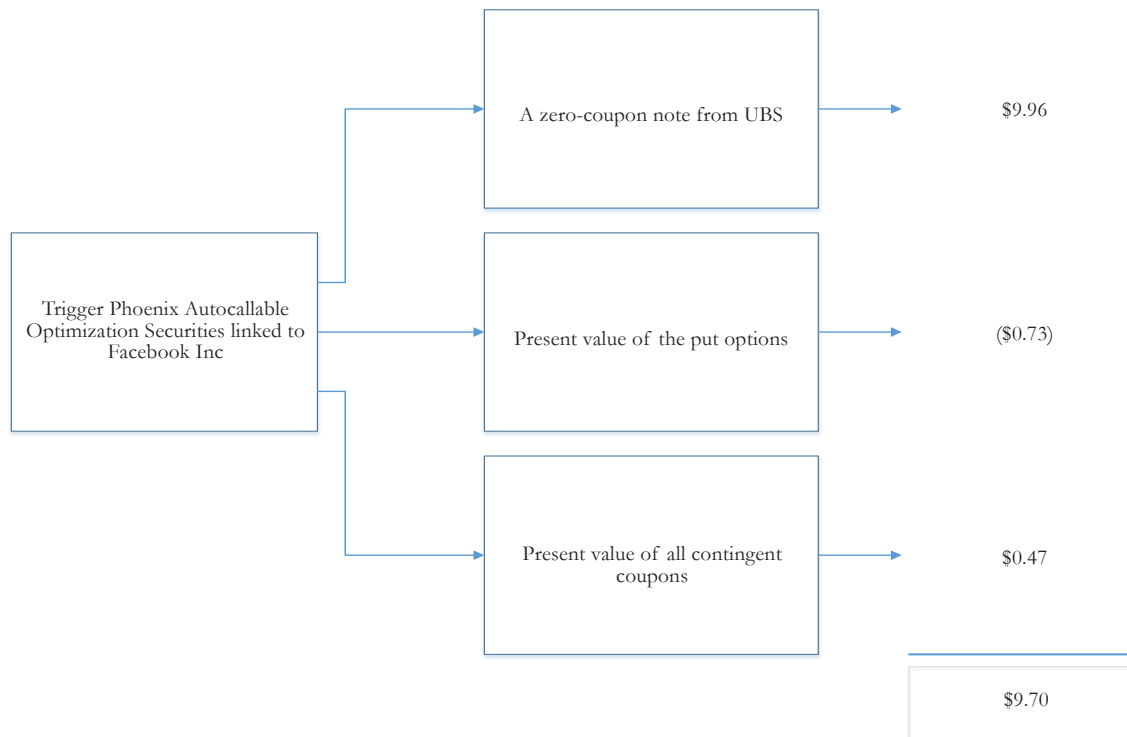 A zero-coupon note from UBS
$9.96
Trigger Phoenix Autocallable
Optimization Securities linked to
Facebook Inc
Present value of the put options
($0.73)
Present value of all contingent
coupons
$0.47
$9.70